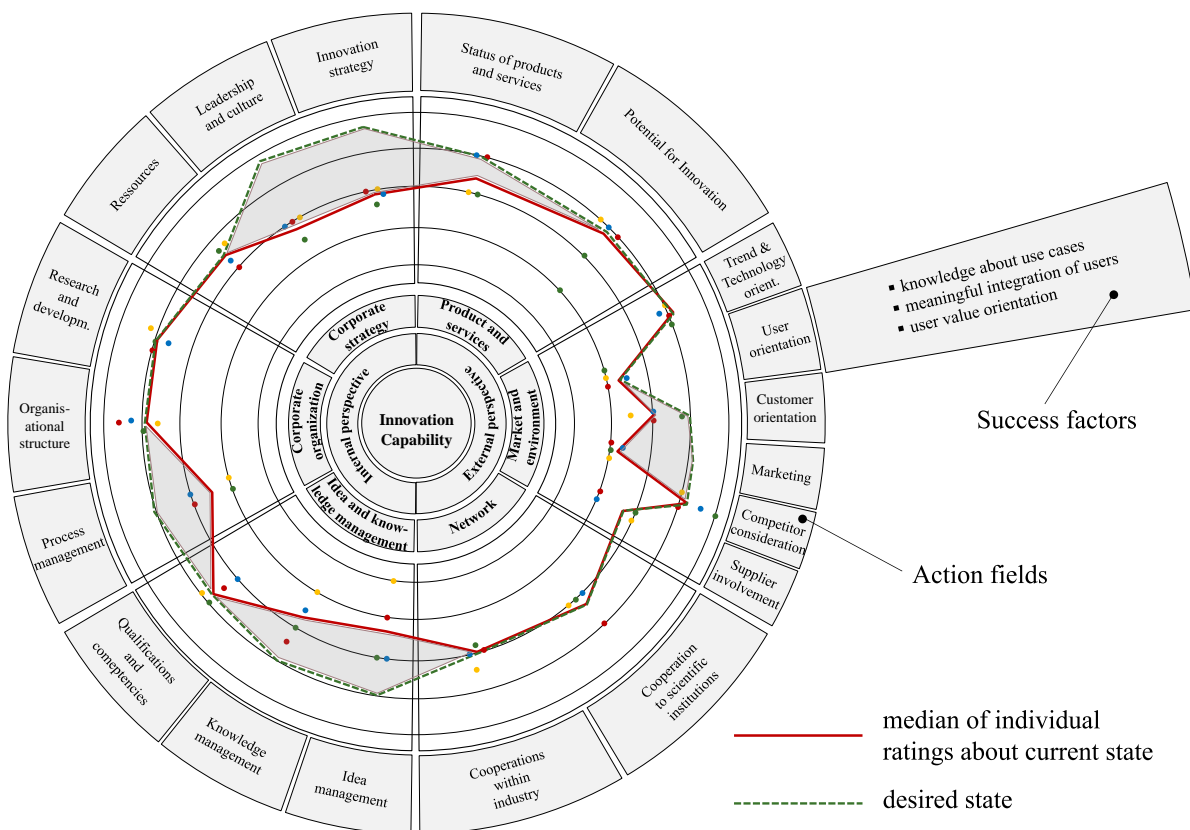 Innovation
strategy
Status of products
and services
Leadership
and culture
Potential for Innovation
Ressources
Trend &
Technology
orient.
Research
and
developm.
User
orientation
▪ knowledge about use cases
▪ meaningful integration of users
▪ user value orientation
Success factors
Organis-
ational
structure
Customer
orientation
Marketing
Process
management
Competitor
consideration
Action fields
Supplier
involvement
Qualifications
and
comeptencies
Cooperation
to scientific
institutions
Knowledge
management
Idea
management
Cooperations
within
industry
Corporate
strategy
Product and
services
Corporate
organization
Internal perspective
Innovation
Capability
External perspective
Market and
environment
Idea and know-
ledge management
Network
median of individual
ratings about current state
desired state